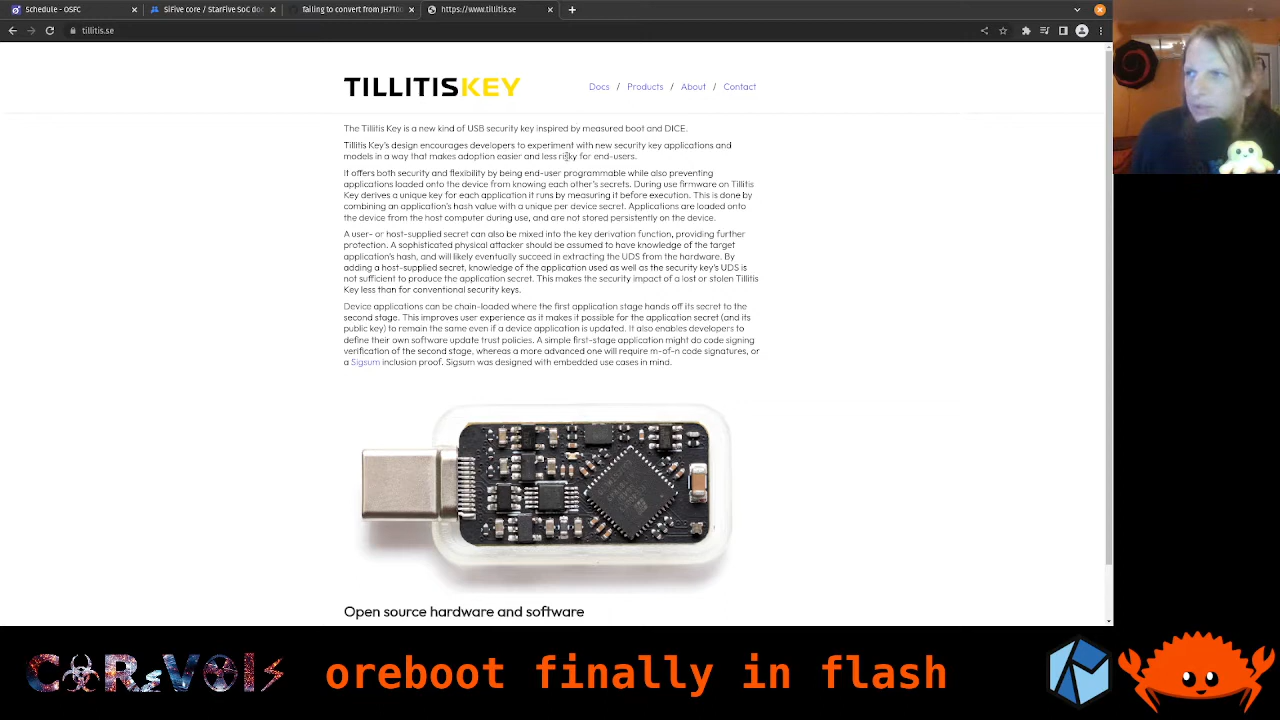 Schedule - OSFC
SiFive core / StarFive SoC doc
failing to convert from JH710
https://www.tillitis.se
tillitis.se
TILLITISKEY
Docs / Products / About / Contact
The Tillitis Key is a new kind of USB security key inspired by measured boot and DICE.
Tillitis Key's design encourages developers to experiment with new security key applications and
models in a way that makes adoption easier and less risky for end-users.
It offers both security and flexibility by being end-user programmable while also preventing
applications loaded onto the device from knowing each other's secrets. During use firmware on Tillitis
Key derives a unique key for each application it runs by measuring it before execution. This is done by
combining an application's hash value with a unique per device secret. Applications are loaded onto
the device from the host computer during use, and are not stored persistently on the device.
A user- or host-supplied secret can also be mixed into the key derivation function, providing further
protection. A sophisticated physical attacker should be assumed to have knowledge of the target
application's hash, and will likely eventually succeed in extracting the UDS from the hardware. By
adding a host-supplied secret, knowledge of the application used as well as the security key's UDS is
not sufficient to produce the application secret. This makes the security impact of a lost or stolen Tillitis
Key less than for conventional security keys.
Device applications can be chain-loaded where the first application stage hands off its secret to the
second stage. This improves user experience as it makes it possible for the application secret (and its
public key) to remain the same even if a device application is updated. It also enables developers to
define their own software update trust policies. A simple first-stage application might do code signing
verification of the second stage, whereas a more advanced one will require m-of-n code signatures, or
a Sigsum inclusion proof. Sigsum was designed with embedded use cases in mind.
Open source hardware and software
oreboot finally in flash